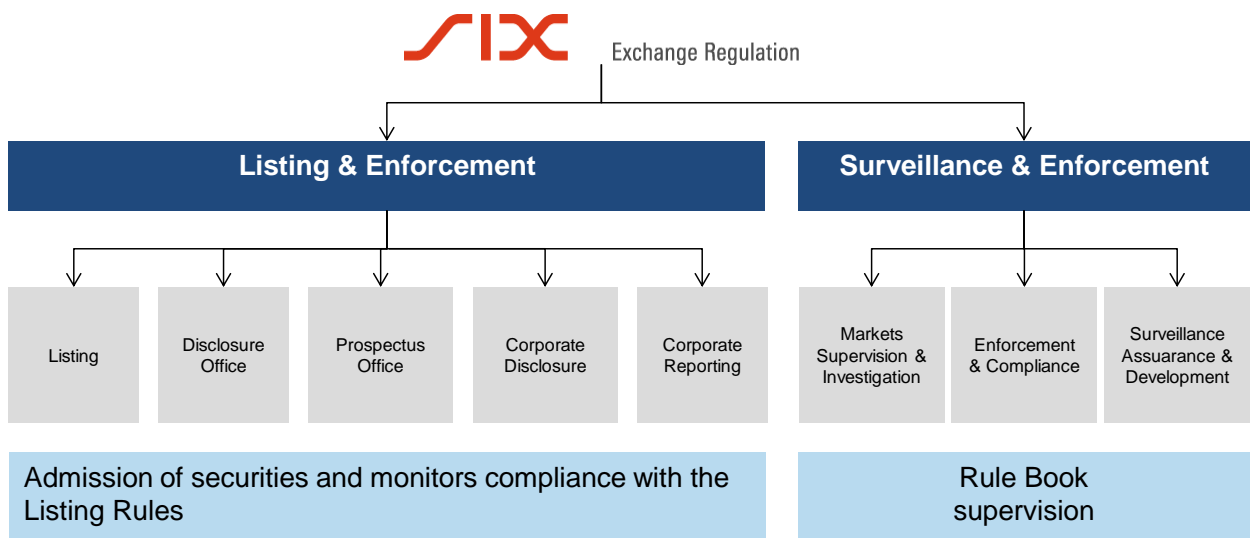 SIX Exchange Regulation
Listing & Enforcement
Surveillance & Enforcement
Listing
Disclosure
Office
Prospectus
Office
Corporate
Disclosure
Corporate
Reporting
Markets
Supervision &
Investigation
Enforcement
& Compliance
Surveillance
Assuarance &
Development
Admission of securities and monitors compliance with the
Listing Rules
Rule Book
supervision